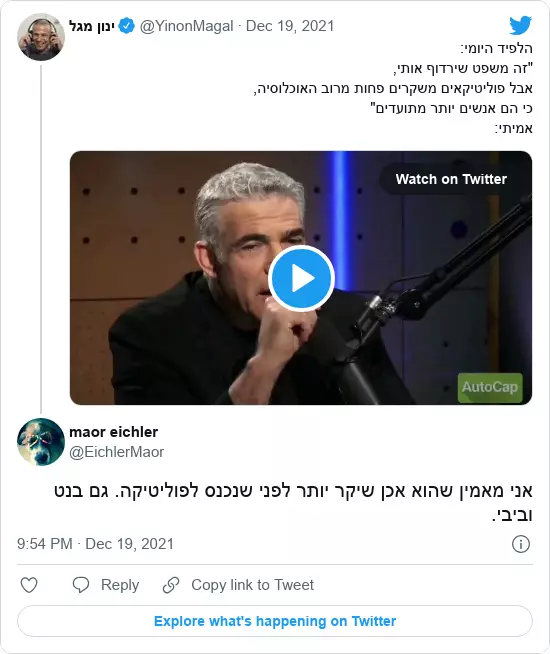 ינון מגל @YinonMagal · Dec 19, 2021
הלפיד היומי:
"זה משפט שירדוף אותי,
אבל פוליטיקאים משקרים פחות מרוב האוכלוסיה,
כי הם אנשים יותר מתועדים"
אמיתי:
Watch on Twitter
AutoCap
maor eichler
@EichlerMaor
אני מאמין שהוא אכן שיקר יותר לפני שנכנס לפוליטיקה. גם בנט
וביבי.
9:54 PM · Dec 19, 2021
Reply
Copy link to Tweet
Explore what's happening on Twitter